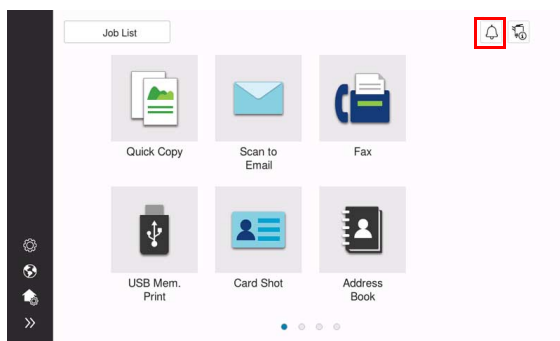 Job List
Quick Copy
Scan to
Email
Fax
USB Mem.
Print
Card Shot
Address
Book